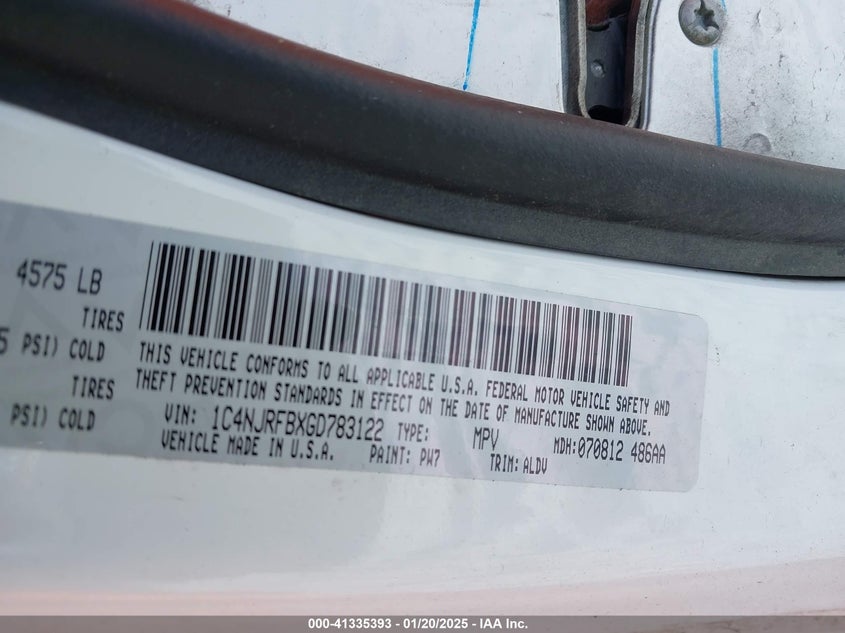 4575 LB
TIRES
5 PSI) COLD
TIRES
PSI) COLD
THIS VEHICLE CONFORMS TO ALL APPLICABLE U.S.A. FEDERAL MOTOR VEHICLE SAFETY AND
THEFT PREVENTION STANDARDS IN EFFECT ON THE DATE OF MANUFACTURE SHOWN ABOVE.
VIN: 1C4NJRFBXGD783122 TYPE: MPV MDH:070812 486AA
VEHICLE MADE IN U.S.A. PAINT: PW7 TRIM: ALDV
000-41335393 - 01/20/2025 - IAA Inc.